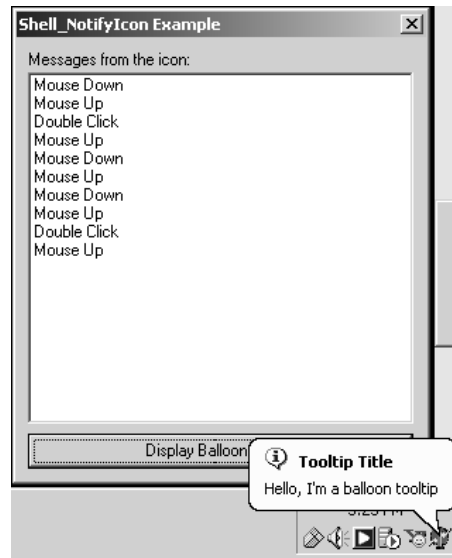 Shell_NotifyIcon Example
Messages from the icon:
Mouse Down
Mouse Up
Double Click
Mouse Up
Mouse Down
Mouse Up
Mouse Down
Mouse Up
Double Click
Mouse Up
Display Balloon
Tooltip Title
Hello, I'm a balloon tooltip